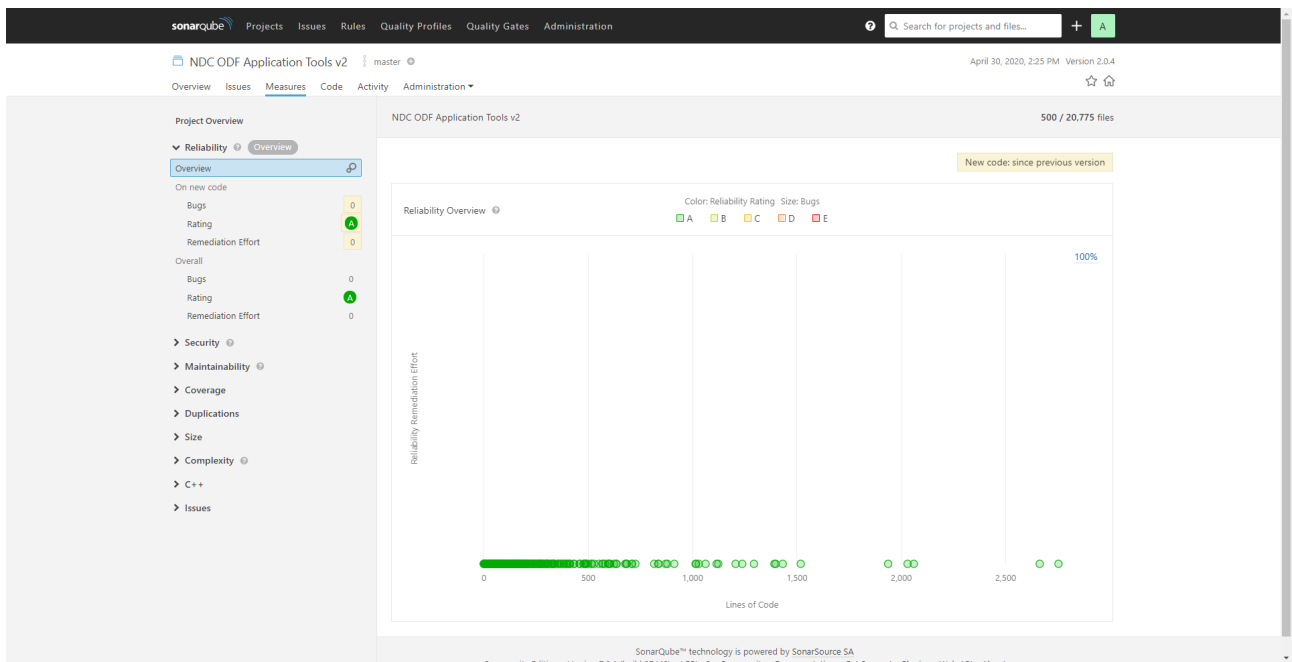 sonarqube Projects Issues Rules Quality Profiles Quality Gates Administration ? Search for projects and files... + A
NDC ODF Application Tools v2 master April 30, 2020, 2:25 PM Version 2.0.4
Overview Issues Measures Code Activity Administration
Project Overview
NDC ODF Application Tools v2 500 / 20,775 files
Reliability ? Overview
Overview
New code: since previous version
On new code
Bugs 0
Rating A
Remediation Effort 0
Overall
Bugs 0
Rating A
Remediation Effort 0
Security ?
Maintainability ?
Coverage
Duplications
Size
Complexity ?
C++
Issues
Reliability Overview ?
Color: Reliability Rating Size: Bugs
A B C D E
100%
Reliability Remediation Effort
0 500 1,000 1,500 2,000 2,500
Lines of Code
SonarQube™ technology is powered by SonarSource SA